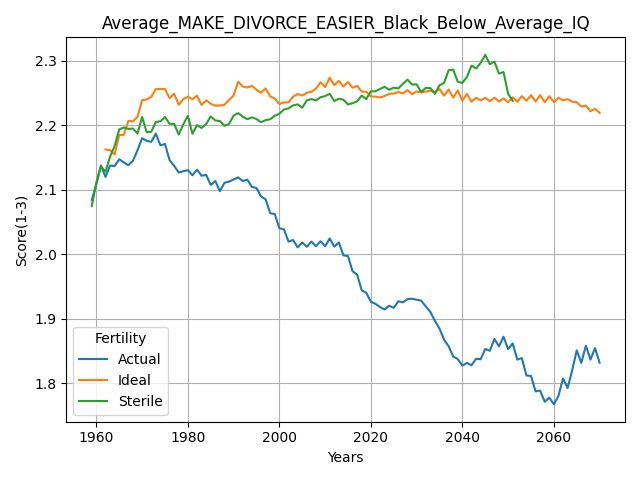 Average_MAKE_DIVORCE_EASIER_Black_Below_Average_IQ
2.3
2.2
2.1
2.0
1.9
1.8
Score(1-3)
Fertility
Actual
Ideal
Sterile
1960 1980 2000 2020 2040 2060
Years